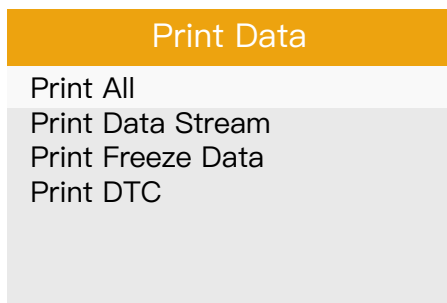 Print Data
Print All
Print Data Stream
Print Freeze Data
Print DTC